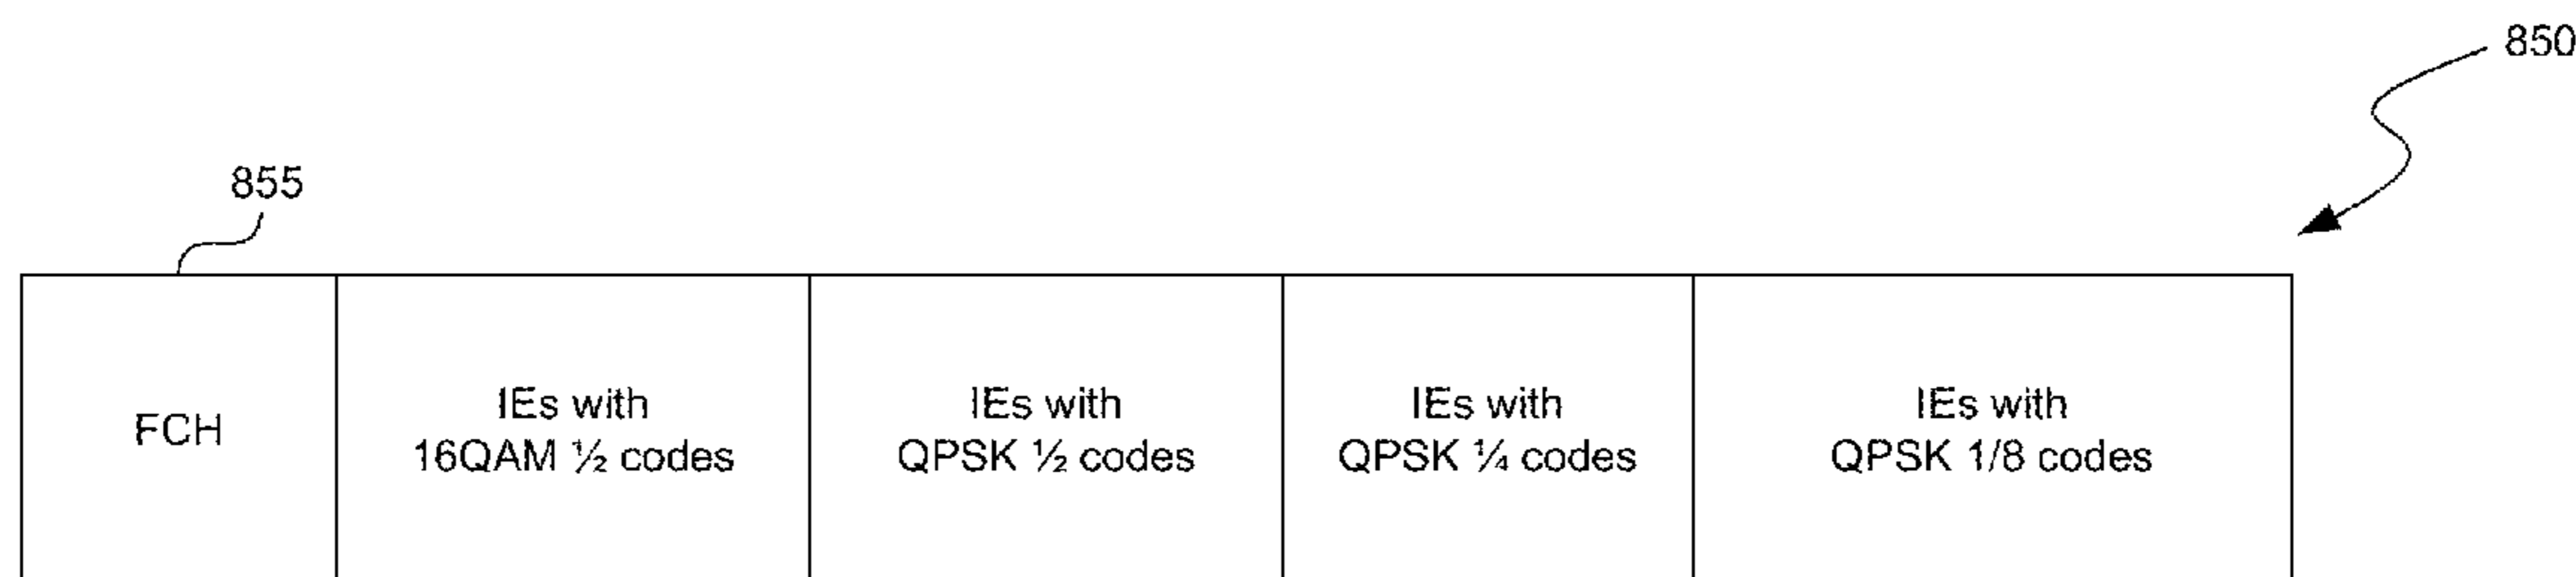 850
855
FCH
IEs with
16QAM ½ codes
IEs with
QPSK ½ codes
IEs with
QPSK ¼ codes
IEs with
QPSK 1/8 codes